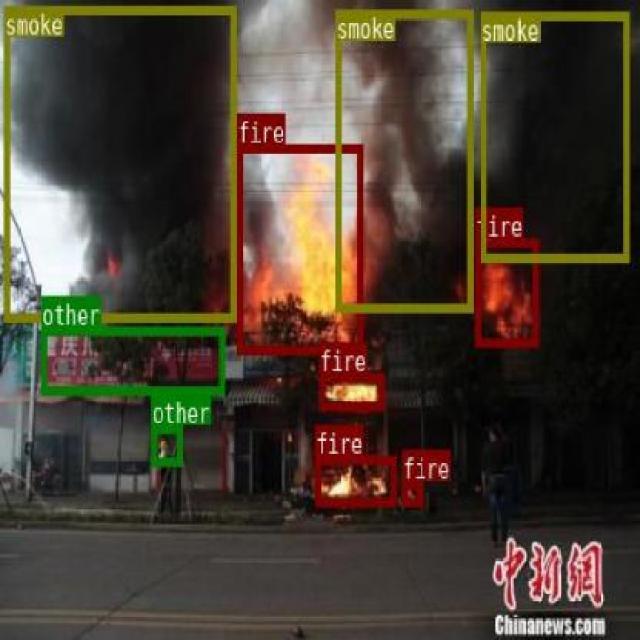 smoke
smoke
smoke
fire
fire
other
fire
other
fire
fire
中新网
Chinanews.com